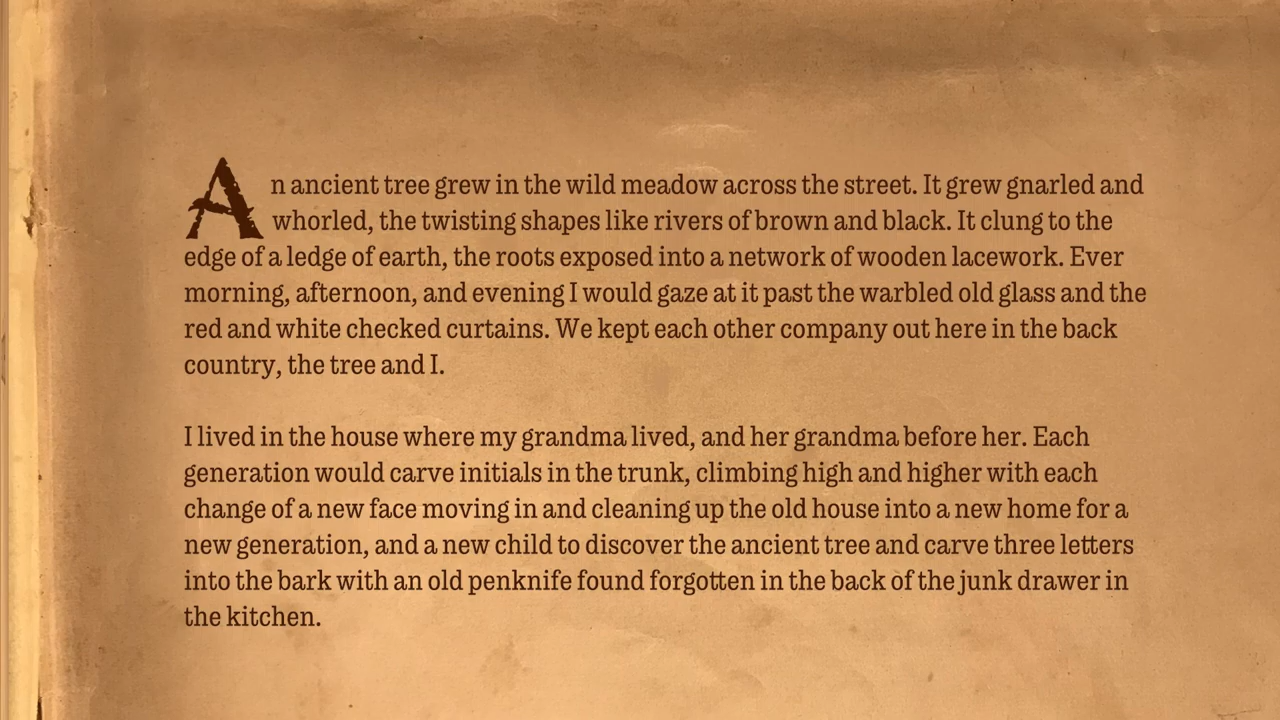 An ancient tree grew in the wild meadow across the street. It grew gnarled and
whorled, the twisting shapes like rivers of brown and black. It clung to the
edge of a ledge of earth, the roots exposed into a network of wooden lacework. Ever
morning, afternoon, and evening I would gaze at it past the warbled old glass and the
red and white checked curtains. We kept each other company out here in the back
country, the tree and I.
I lived in the house where my grandma lived, and her grandma before her. Each
generation would carve initials in the trunk, climbing high and higher with each
change of a new face moving in and cleaning up the old house into a new home for a
new generation, and a new child to discover the ancient tree and carve three letters
into the bark with an old penknife found forgotten in the back of the junk drawer in
the kitchen.